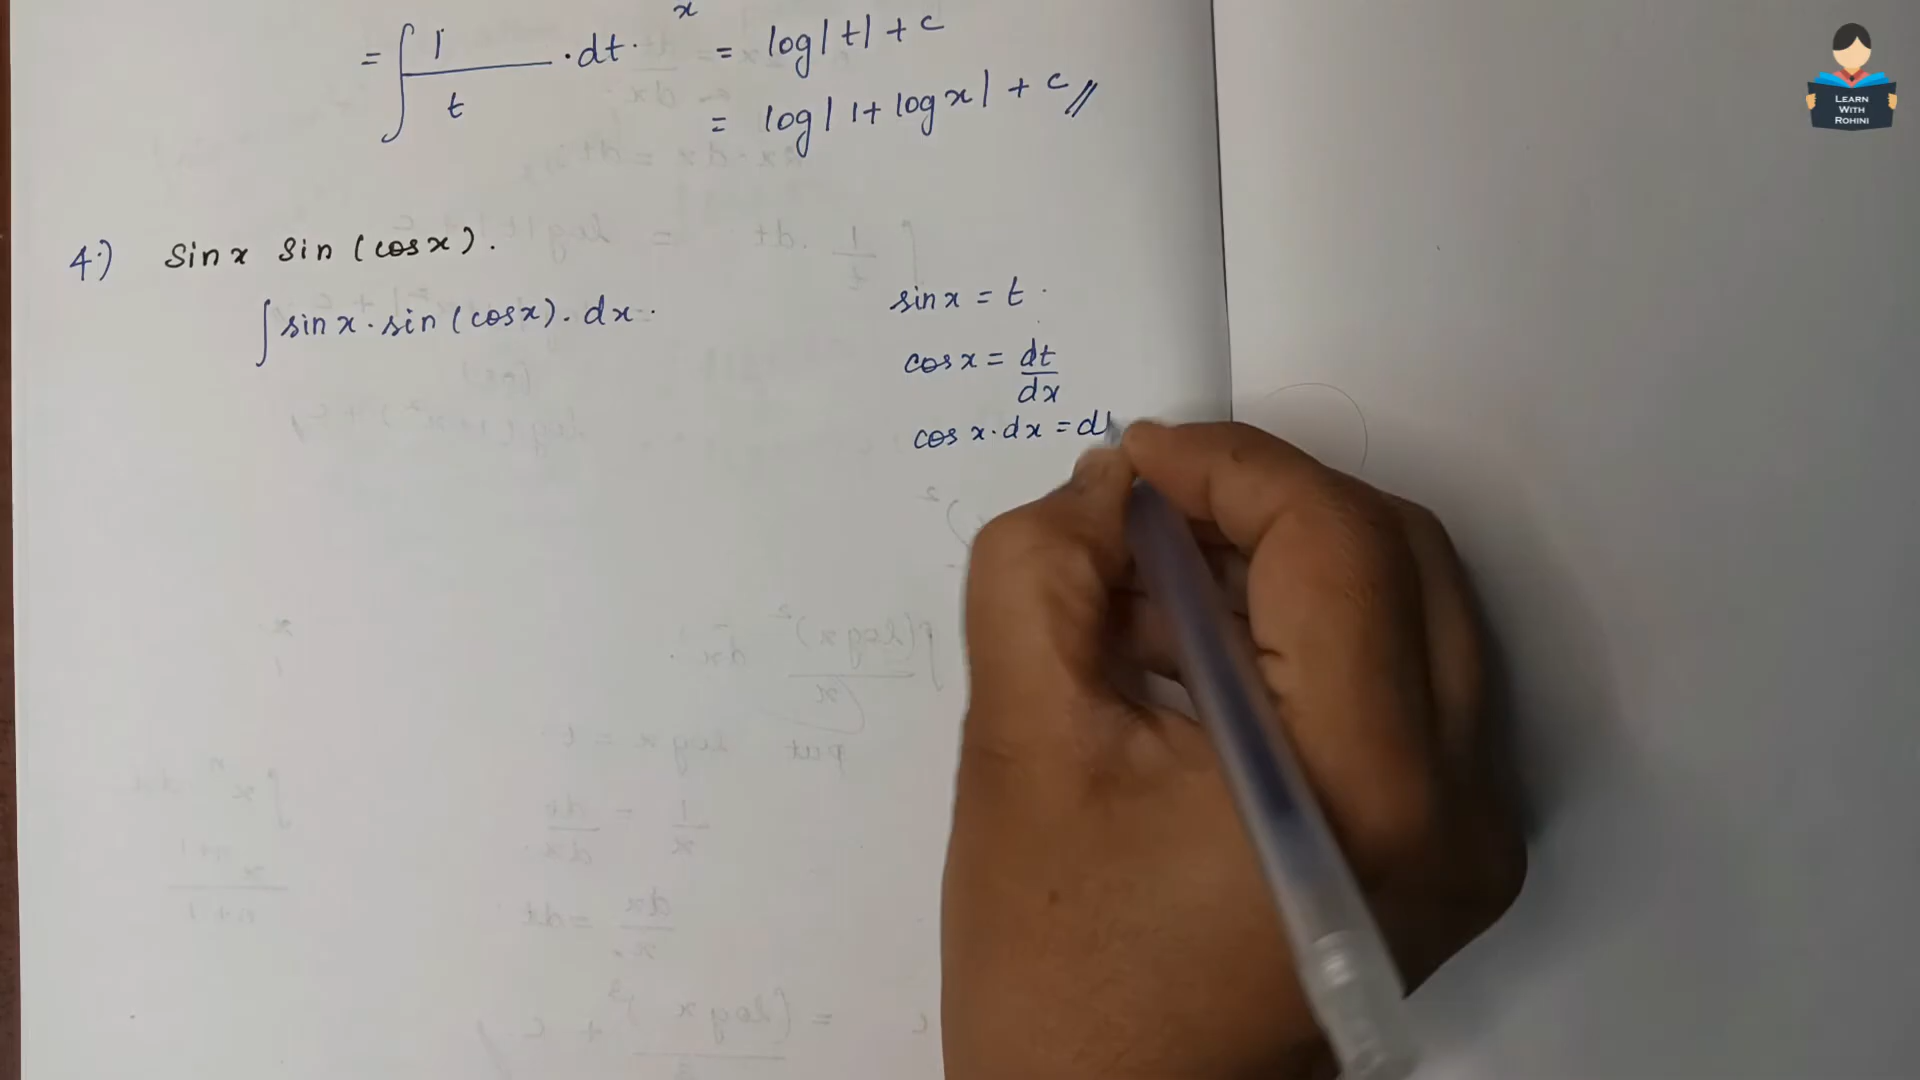 x
= ∫ 1/t · dt · = log|t| + c
= log|1 + log x| + c //
4:) Sin x Sin (cos x).
∫ sin x · sin (cos x) . dx .
sin x = t .
cos x = dt/dx
cos x · dx = dt
LEARN
WITH
ROHINI